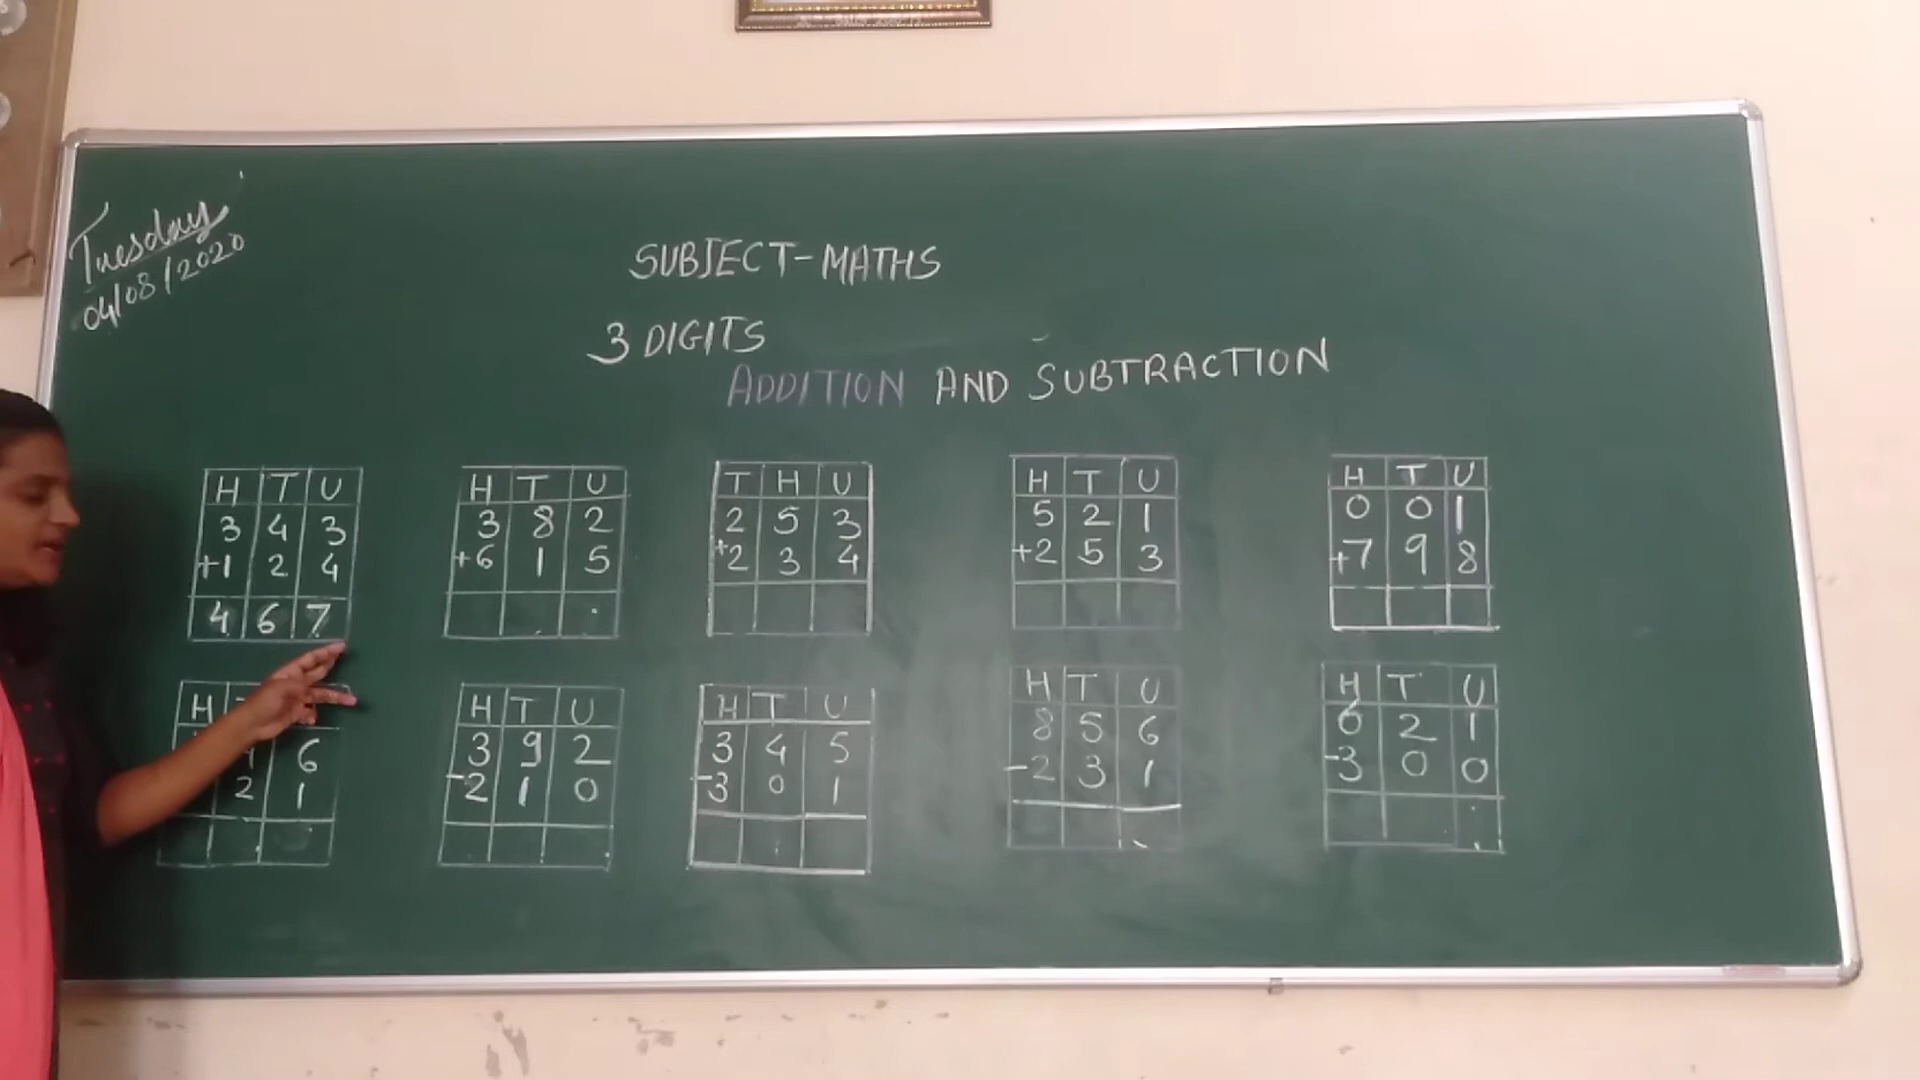 Tuesday
04/08/2020
SUBJECT-MATHS
3 DIGITS
ADDITION AND SUBTRACTION
H T U
3 4 3
+1 2 4
4 6 7
H T U
3 8 2
+6 1 5
T H U
2 5 3
+2 3 4
H T U
5 2 1
+2 5 3
H T U
0 0 1
+7 9 8
H
6
2 1
H T U
3 9 2
-2 1 0
H T U
3 4 5
-3 0 1
H T U
8 5 6
-2 3 1
H T U
6 2 1
-3 0 0